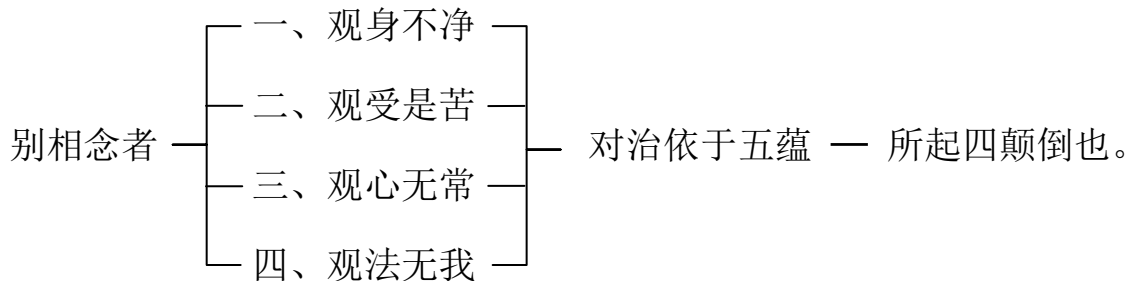 别相念者
一、观身不净
二、观受是苦
三、观心无常
四、观法无我
对治依于五蕴
所起四颠倒也。